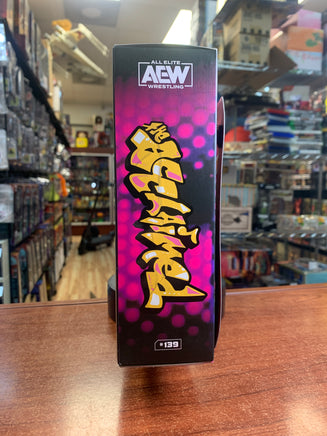 ALL ELITE
AEW
WRESTLING
The
Acclaimed
#139